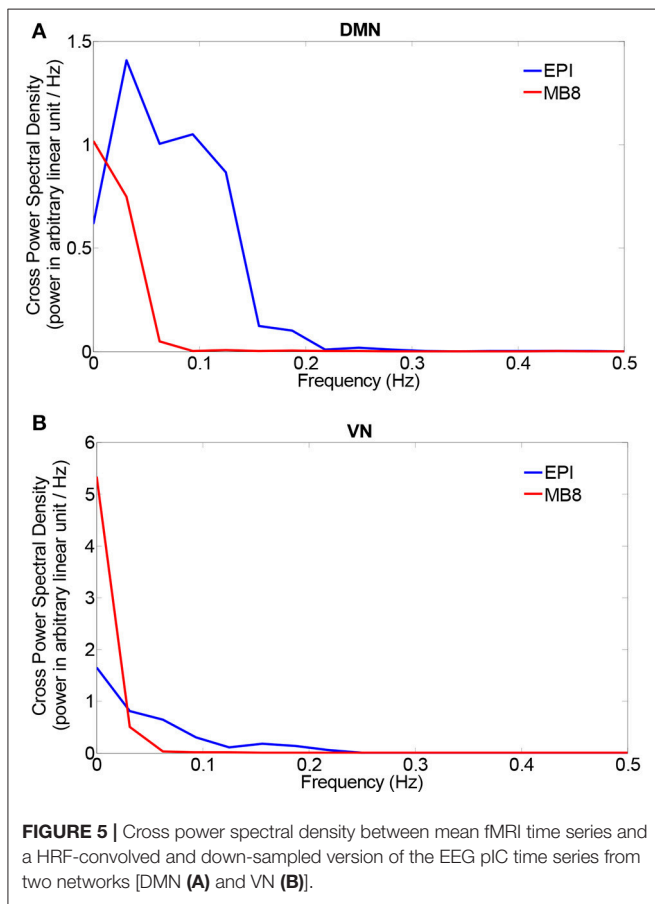 A
DMN
1.5
1
0.5
0
Cross Power Spectral Density
(power in arbitrary linear unit / Hz)
EPI
MB8
0 0.1 0.2 0.3 0.4 0.5
Frequency (Hz)
B
VN
6
5
4
3
2
1
0
Cross Power Spectral Density
(power in arbitrary linear unit / Hz)
EPI
MB8
0 0.1 0.2 0.3 0.4 0.5
Frequency (Hz)
FIGURE 5 | Cross power spectral density between mean fMRI time series and
a HRF-convolved and down-sampled version of the EEG pIC time series from
two networks [DMN (A) and VN (B)].